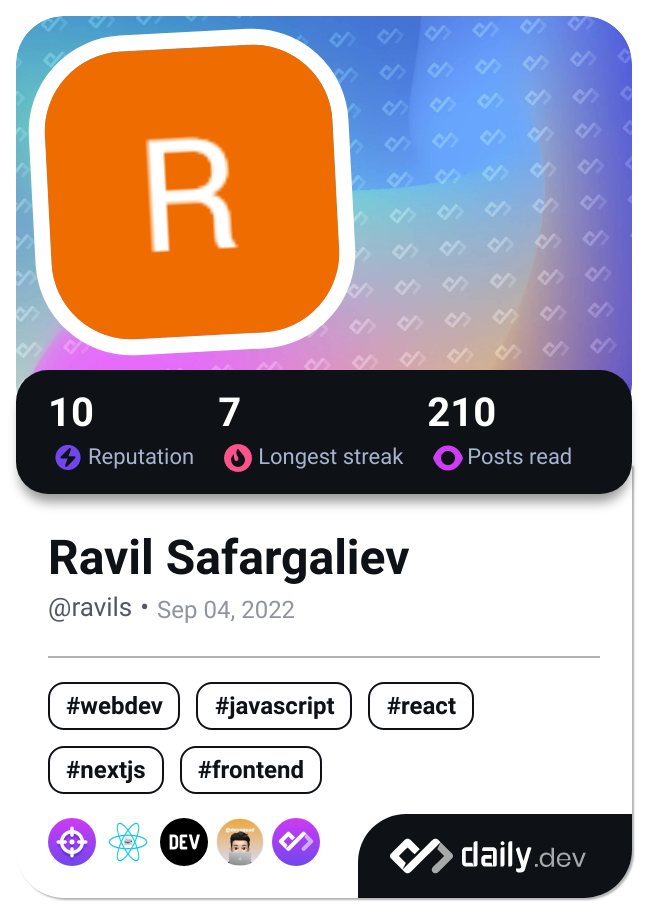 R
10 7 210
Reputation Longest streak Posts read
Ravil Safargaliev
@ravils • Sep 04, 2022
#webdev #javascript #react
#nextjs #frontend
DEV
daily.dev